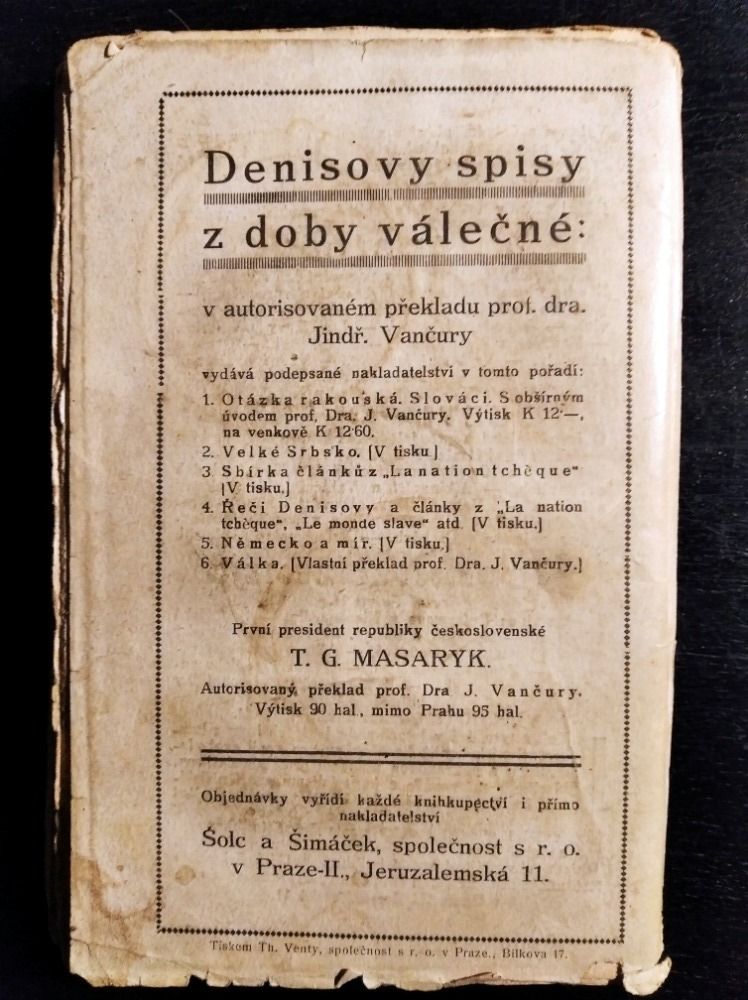 Denisovy spisy
z doby válečné:
v autorisovaném překladu prof. dra.
Jindř. Vančury
vydává podepsané nakladatelství v tomto pořadí:
1. Otázka rakouská. Slováci. S obšírným
úvodem prof. Dra. J. Vančury. Výtisk K 12·—,
na venkově K 12·60.
2. Velké Srbsko. [V tisku]
3 Sbírka článků z „La nation tchèque“
[V tisku.]
4. Řeči Denisovy a články z „La nation
tchèque“, „Le monde slave“ atd. [V tisku.]
5. Německo a mír. [V tisku.]
6. Válka. [Vlastní překlad prof. Dra. J. Vančury.]
První president republiky československé
T. G. MASARYK.
Autorisovaný překlad prof. Dra J. Vančury.
Výtisk 90 hal., mimo Prahu 95 hal.
Objednávky vyřídí každé knihkupectví i přímo
nakladatelství
Šolc a Šimáček, společnost s r. o.
v Praze-II., Jeruzalemská 11.
Tiskem Th. Venty, společnost s r. o. v Praze., Bílkova 17.